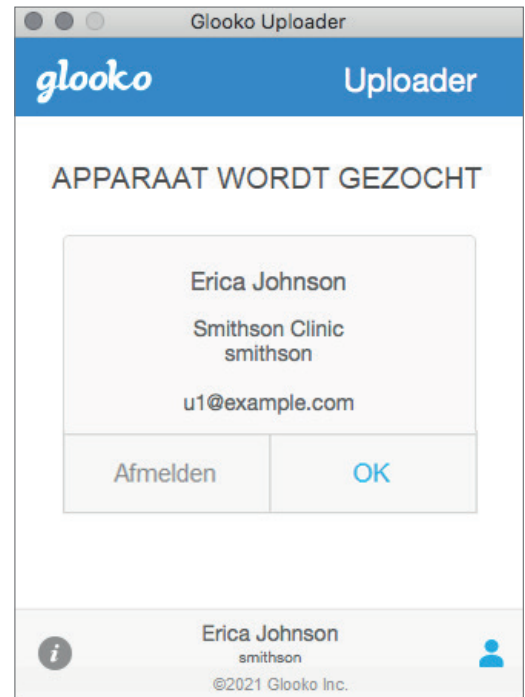 Glooko Uploader
glooko Uploader
APPARAAT WORDT GEZOCHT
Erica Johnson
Smithson Clinic
smithson
u1@example.com
Afmelden OK
i
Erica Johnson
smithson
©2021 Glooko Inc.